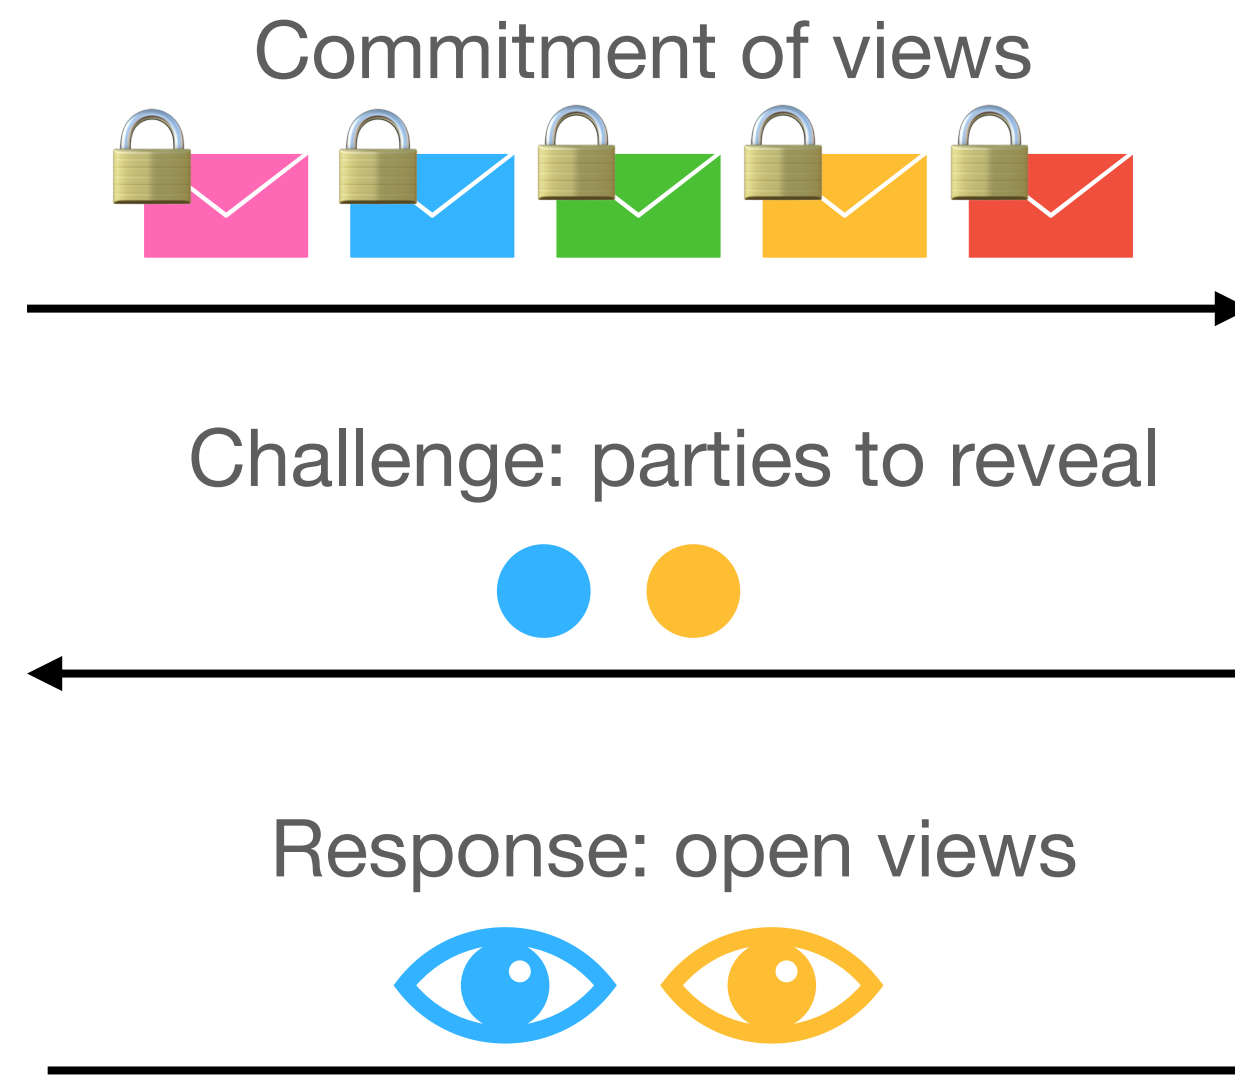 Commitment of views
Challenge: parties to reveal
Response: open views